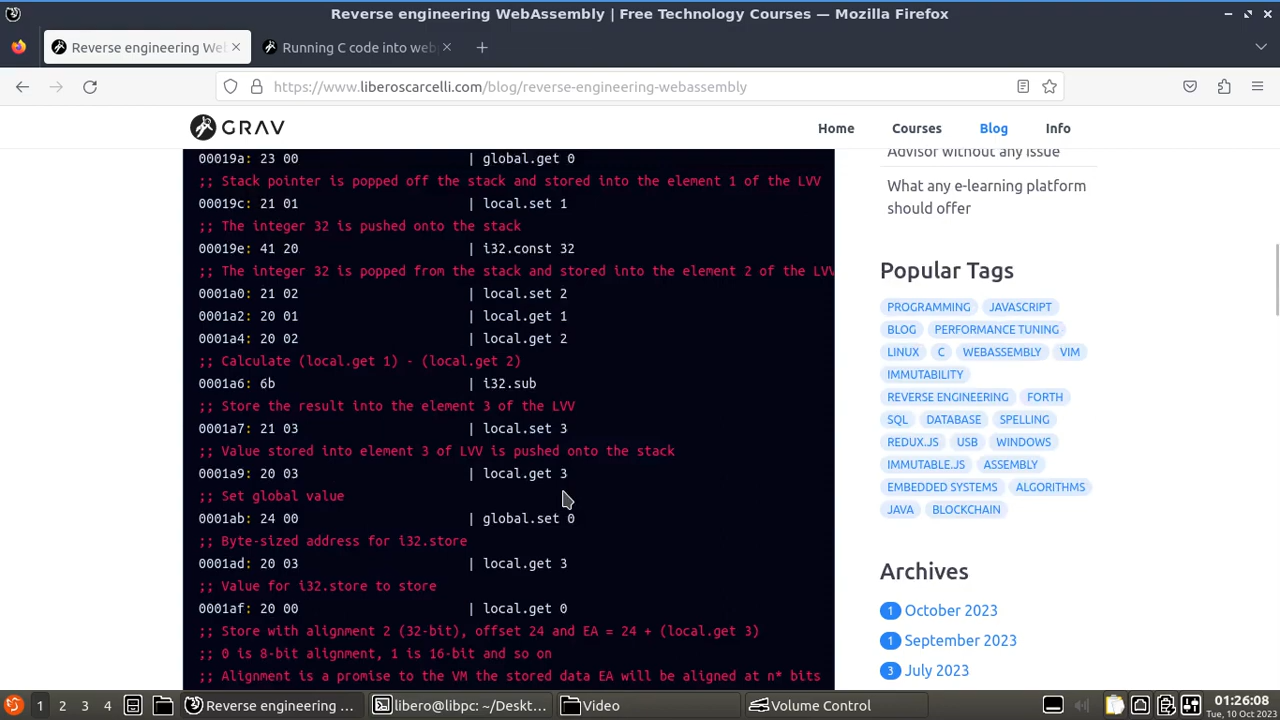 Reverse engineering WebAssembly | Free Technology Courses — Mozilla Firefox
Reverse engineering We
Running C code into web
https://www.liberoscarcelli.com/blog/reverse-engineering-webassembly
GRAV
Home
Courses
Blog
Info
00019a: 23 00 | global.get 0
;; Stack pointer is popped off the stack and stored into the element 1 of the LVV
00019c: 21 01 | local.set 1
;; The integer 32 is pushed onto the stack
00019e: 41 20 | i32.const 32
;; The integer 32 is popped from the stack and stored into the element 2 of the LVV
0001a0: 21 02 | local.set 2
0001a2: 20 01 | local.get 1
0001a4: 20 02 | local.get 2
;; Calculate (local.get 1) - (local.get 2)
0001a6: 6b | i32.sub
;; Store the result into the element 3 of the LVV
0001a7: 21 03 | local.set 3
;; Value stored into element 3 of LVV is pushed onto the stack
0001a9: 20 03 | local.get 3
;; Set global value
0001ab: 24 00 | global.set 0
;; Byte-sized address for i32.store
0001ad: 20 03 | local.get 3
;; Value for i32.store to store
0001af: 20 00 | local.get 0
;; Store with alignment 2 (32-bit), offset 24 and EA = 24 + (local.get 3)
;; 0 is 8-bit alignment, 1 is 16-bit and so on
;; Alignment is a promise to the VM the stored data EA will be aligned at n* bits
Advisor without any issue
What any e-learning platform
should offer
Popular Tags
PROGRAMMING JAVASCRIPT
BLOG PERFORMANCE TUNING
LINUX C WEBASSEMBLY VIM
IMMUTABILITY
REVERSE ENGINEERING FORTH
SQL DATABASE SPELLING
REDUX.JS USB WINDOWS
IMMUTABLE.JS ASSEMBLY
EMBEDDED SYSTEMS ALGORITHMS
JAVA BLOCKCHAIN
Archives
1 October 2023
1 September 2023
3 July 2023
1 2 3 4
Reverse engineering ...
libero@libpc: ~/Deskt...
Video
Volume Control
01:26:08
Tue, 10 Oct 2023